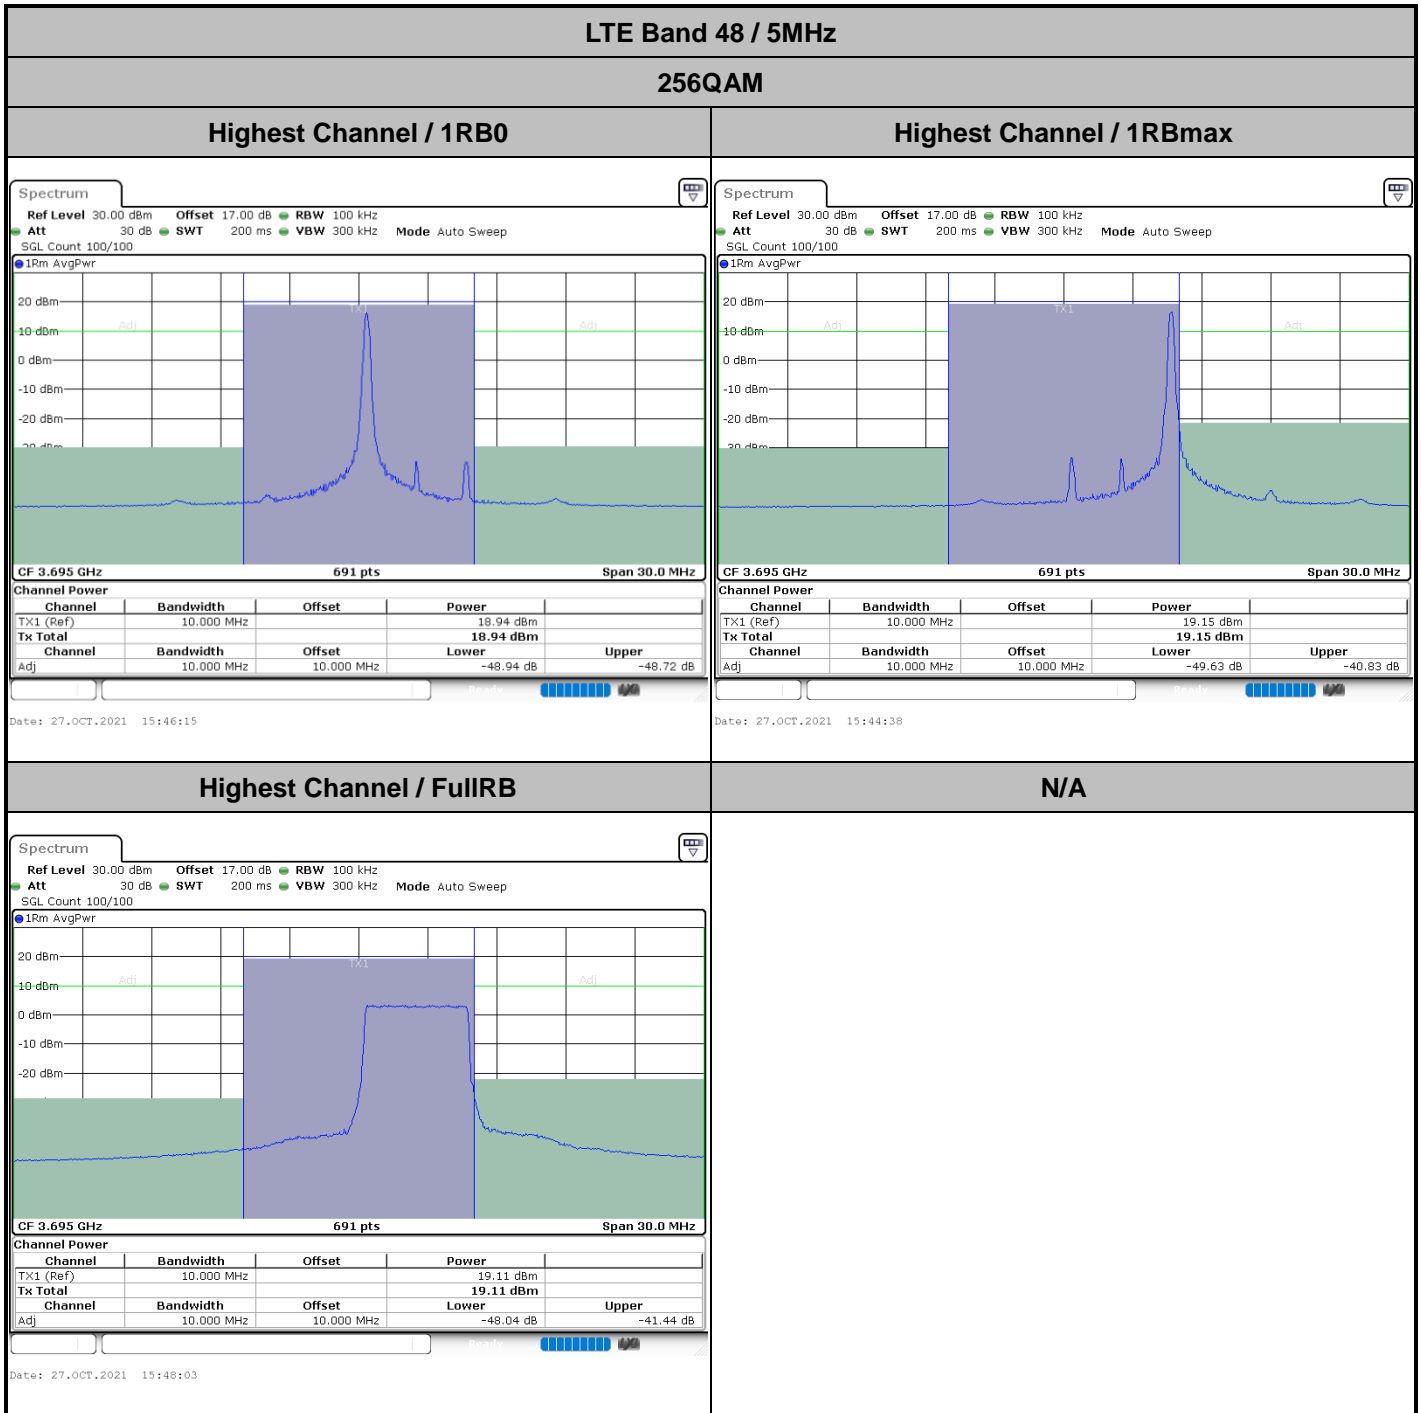 LTE Band 48 / 5MHz
256QAM
Highest Channel / 1RB0
Highest Channel / 1RBmax
Spectrum
Ref Level 30.00 dBm Offset 17.00 dB RBW 100 kHz
Att 30 dB SWT 200 ms VBW 300 kHz Mode Auto Sweep
SGL Count 100/100
1Rm AvgPwr
TX1
20 dBm
Adj
Adj
10 dBm
0 dBm
-10 dBm
-20 dBm
CF 3.695 GHz 691 pts Span 30.0 MHz
Channel Power
Channel Bandwidth Offset Power
TX1 (Ref) 10.000 MHz 18.94 dBm
Tx Total 18.94 dBm
Channel Bandwidth Offset Lower Upper
Adj 10.000 MHz 10.000 MHz -48.94 dB -48.72 dB
Ready
Date: 27.OCT.2021 15:46:15
Spectrum
Ref Level 30.00 dBm Offset 17.00 dB RBW 100 kHz
Att 30 dB SWT 200 ms VBW 300 kHz Mode Auto Sweep
SGL Count 100/100
1Rm AvgPwr
TX1
20 dBm
Adj
Adj
10 dBm
0 dBm
-10 dBm
-20 dBm
CF 3.695 GHz 691 pts Span 30.0 MHz
Channel Power
Channel Bandwidth Offset Power
TX1 (Ref) 10.000 MHz 19.15 dBm
Tx Total 19.15 dBm
Channel Bandwidth Offset Lower Upper
Adj 10.000 MHz 10.000 MHz -49.63 dB -40.83 dB
Ready
Date: 27.OCT.2021 15:44:38
Highest Channel / FullRB
N/A
Spectrum
Ref Level 30.00 dBm Offset 17.00 dB RBW 100 kHz
Att 30 dB SWT 200 ms VBW 300 kHz Mode Auto Sweep
SGL Count 100/100
1Rm AvgPwr
TX1
20 dBm
Adj
Adj
10 dBm
0 dBm
-10 dBm
-20 dBm
CF 3.695 GHz 691 pts Span 30.0 MHz
Channel Power
Channel Bandwidth Offset Power
TX1 (Ref) 10.000 MHz 19.11 dBm
Tx Total 19.11 dBm
Channel Bandwidth Offset Lower Upper
Adj 10.000 MHz 10.000 MHz -48.04 dB -41.44 dB
Ready
Date: 27.OCT.2021 15:48:03